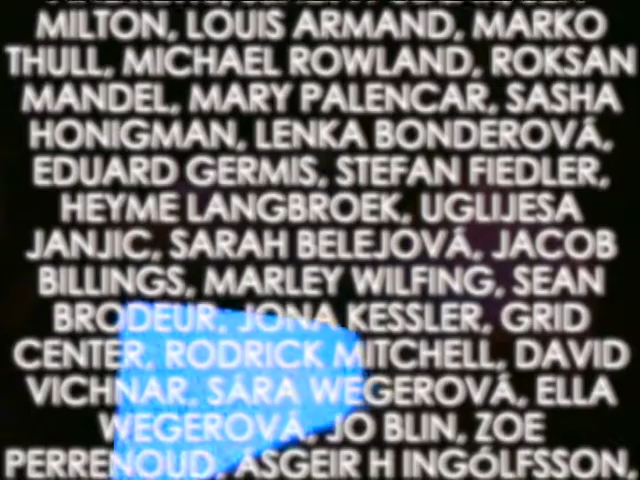 MILTON, LOUIS ARMAND, MARKO
THULL, MICHAEL ROWLAND, ROKSAN
MANDEL, MARY PALENCAR, SASHA
HONIGMAN, LENKA BONDEROVÁ,
EDUARD GERMIS, STEFAN FIEDLER,
HEYME LANGBROEK, UGLIJESA
JANJIC, SARAH BELEJOVÁ, JACOB
BILLINGS, MARLEY WILFING, SEAN
BRODEUR, JONA KESSLER, GRID
CENTER, RODRICK MITCHELL, DAVID
VICHNAR, SÁRA WEGEROVÁ, ELLA
WEGEROVÁ, JO BLIN, ZOE
PERRENOUD, ÁSGEIR H INGÓLFSSON,